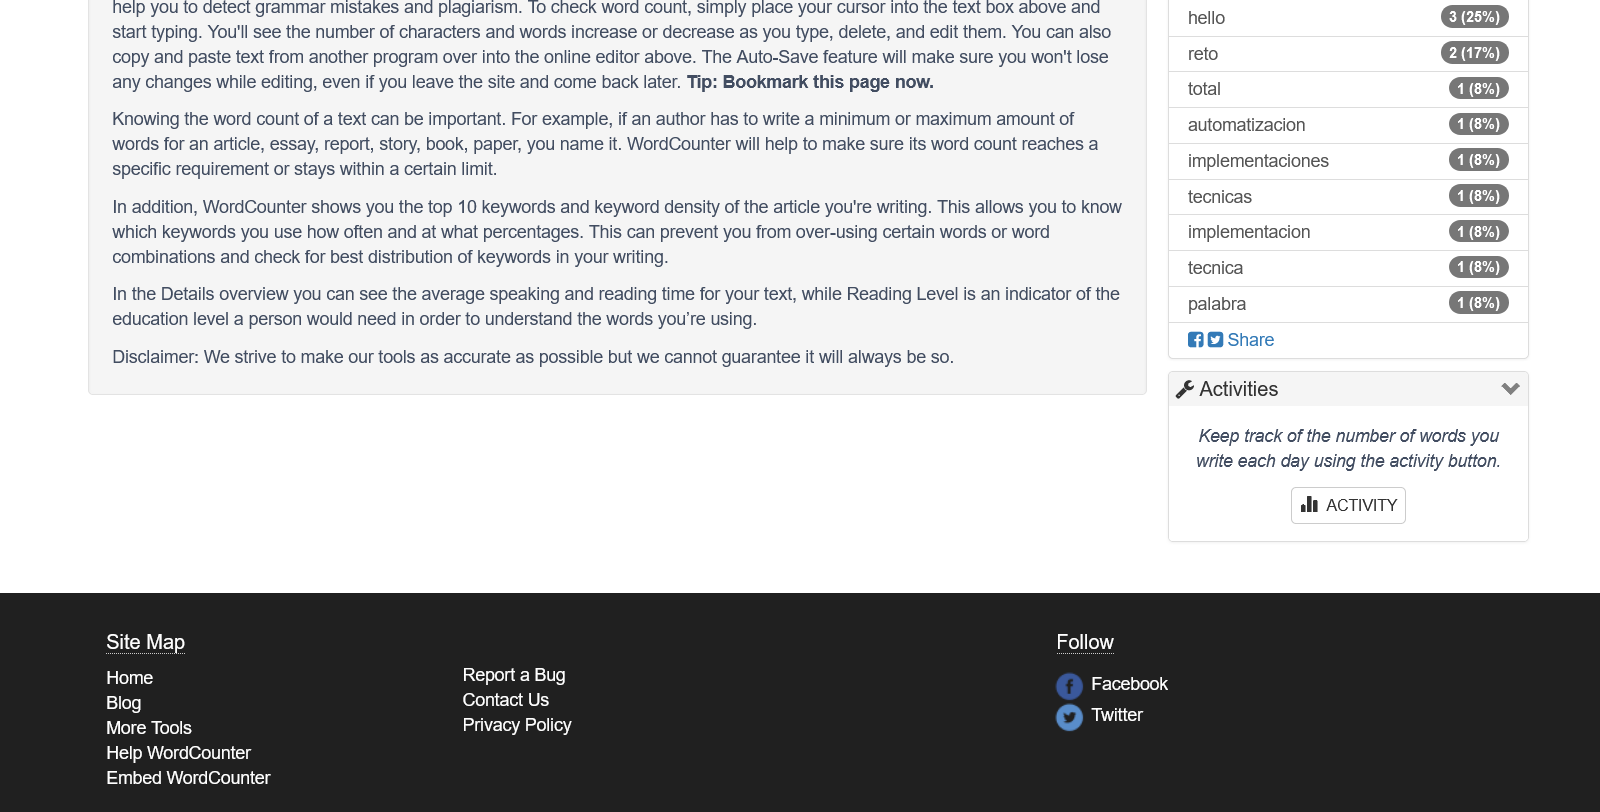 help you to detect grammar mistakes and plagiarism. To check word count, simply place your cursor into the text box above and
start typing. You'll see the number of characters and words increase or decrease as you type, delete, and edit them. You can also
copy and paste text from another program over into the online editor above. The Auto-Save feature will make sure you won't lose
any changes while editing, even if you leave the site and come back later. Tip: Bookmark this page now.
Knowing the word count of a text can be important. For example, if an author has to write a minimum or maximum amount of
words for an article, essay, report, story, book, paper, you name it. WordCounter will help to make sure its word count reaches a
specific requirement or stays within a certain limit.
In addition, WordCounter shows you the top 10 keywords and keyword density of the article you're writing. This allows you to know
which keywords you use how often and at what percentages. This can prevent you from over-using certain words or word
combinations and check for best distribution of keywords in your writing.
In the Details overview you can see the average speaking and reading time for your text, while Reading Level is an indicator of the
education level a person would need in order to understand the words you’re using.
Disclaimer: We strive to make our tools as accurate as possible but we cannot guarantee it will always be so.
hello 3 (25%)
reto 2 (17%)
total 1 (8%)
automatizacion 1 (8%)
implementaciones 1 (8%)
tecnicas 1 (8%)
implementacion 1 (8%)
tecnica 1 (8%)
palabra 1 (8%)
Share
Activities
Keep track of the number of words you
write each day using the activity button.
ACTIVITY
Site Map
Home
Blog
More Tools
Help WordCounter
Embed WordCounter
Report a Bug
Contact Us
Privacy Policy
Follow
Facebook
Twitter